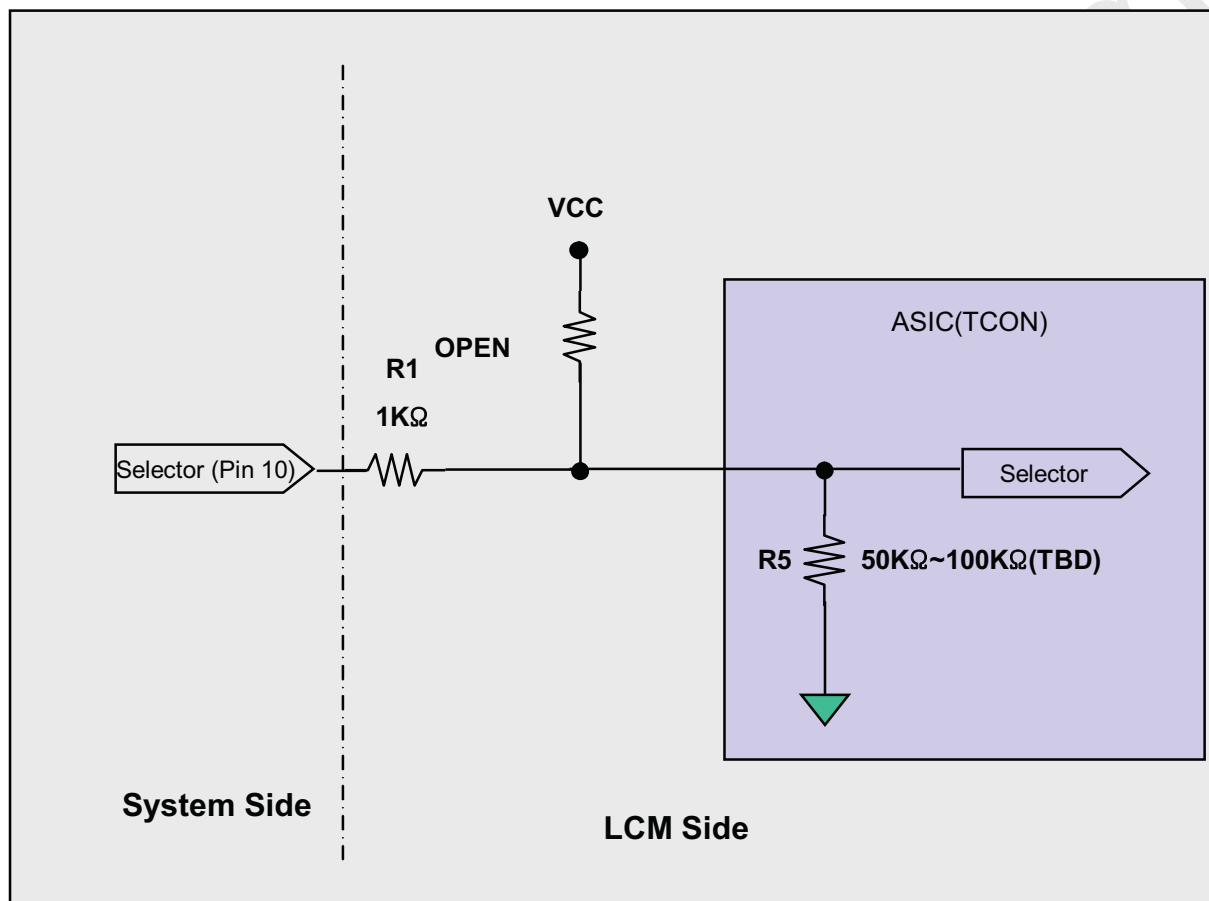 VCC
ASIC(TCON)
OPEN
R1
1KΩ
Selector (Pin 10)
Selector
R5
50KΩ~100KΩ(TBD)
System Side
LCM Side